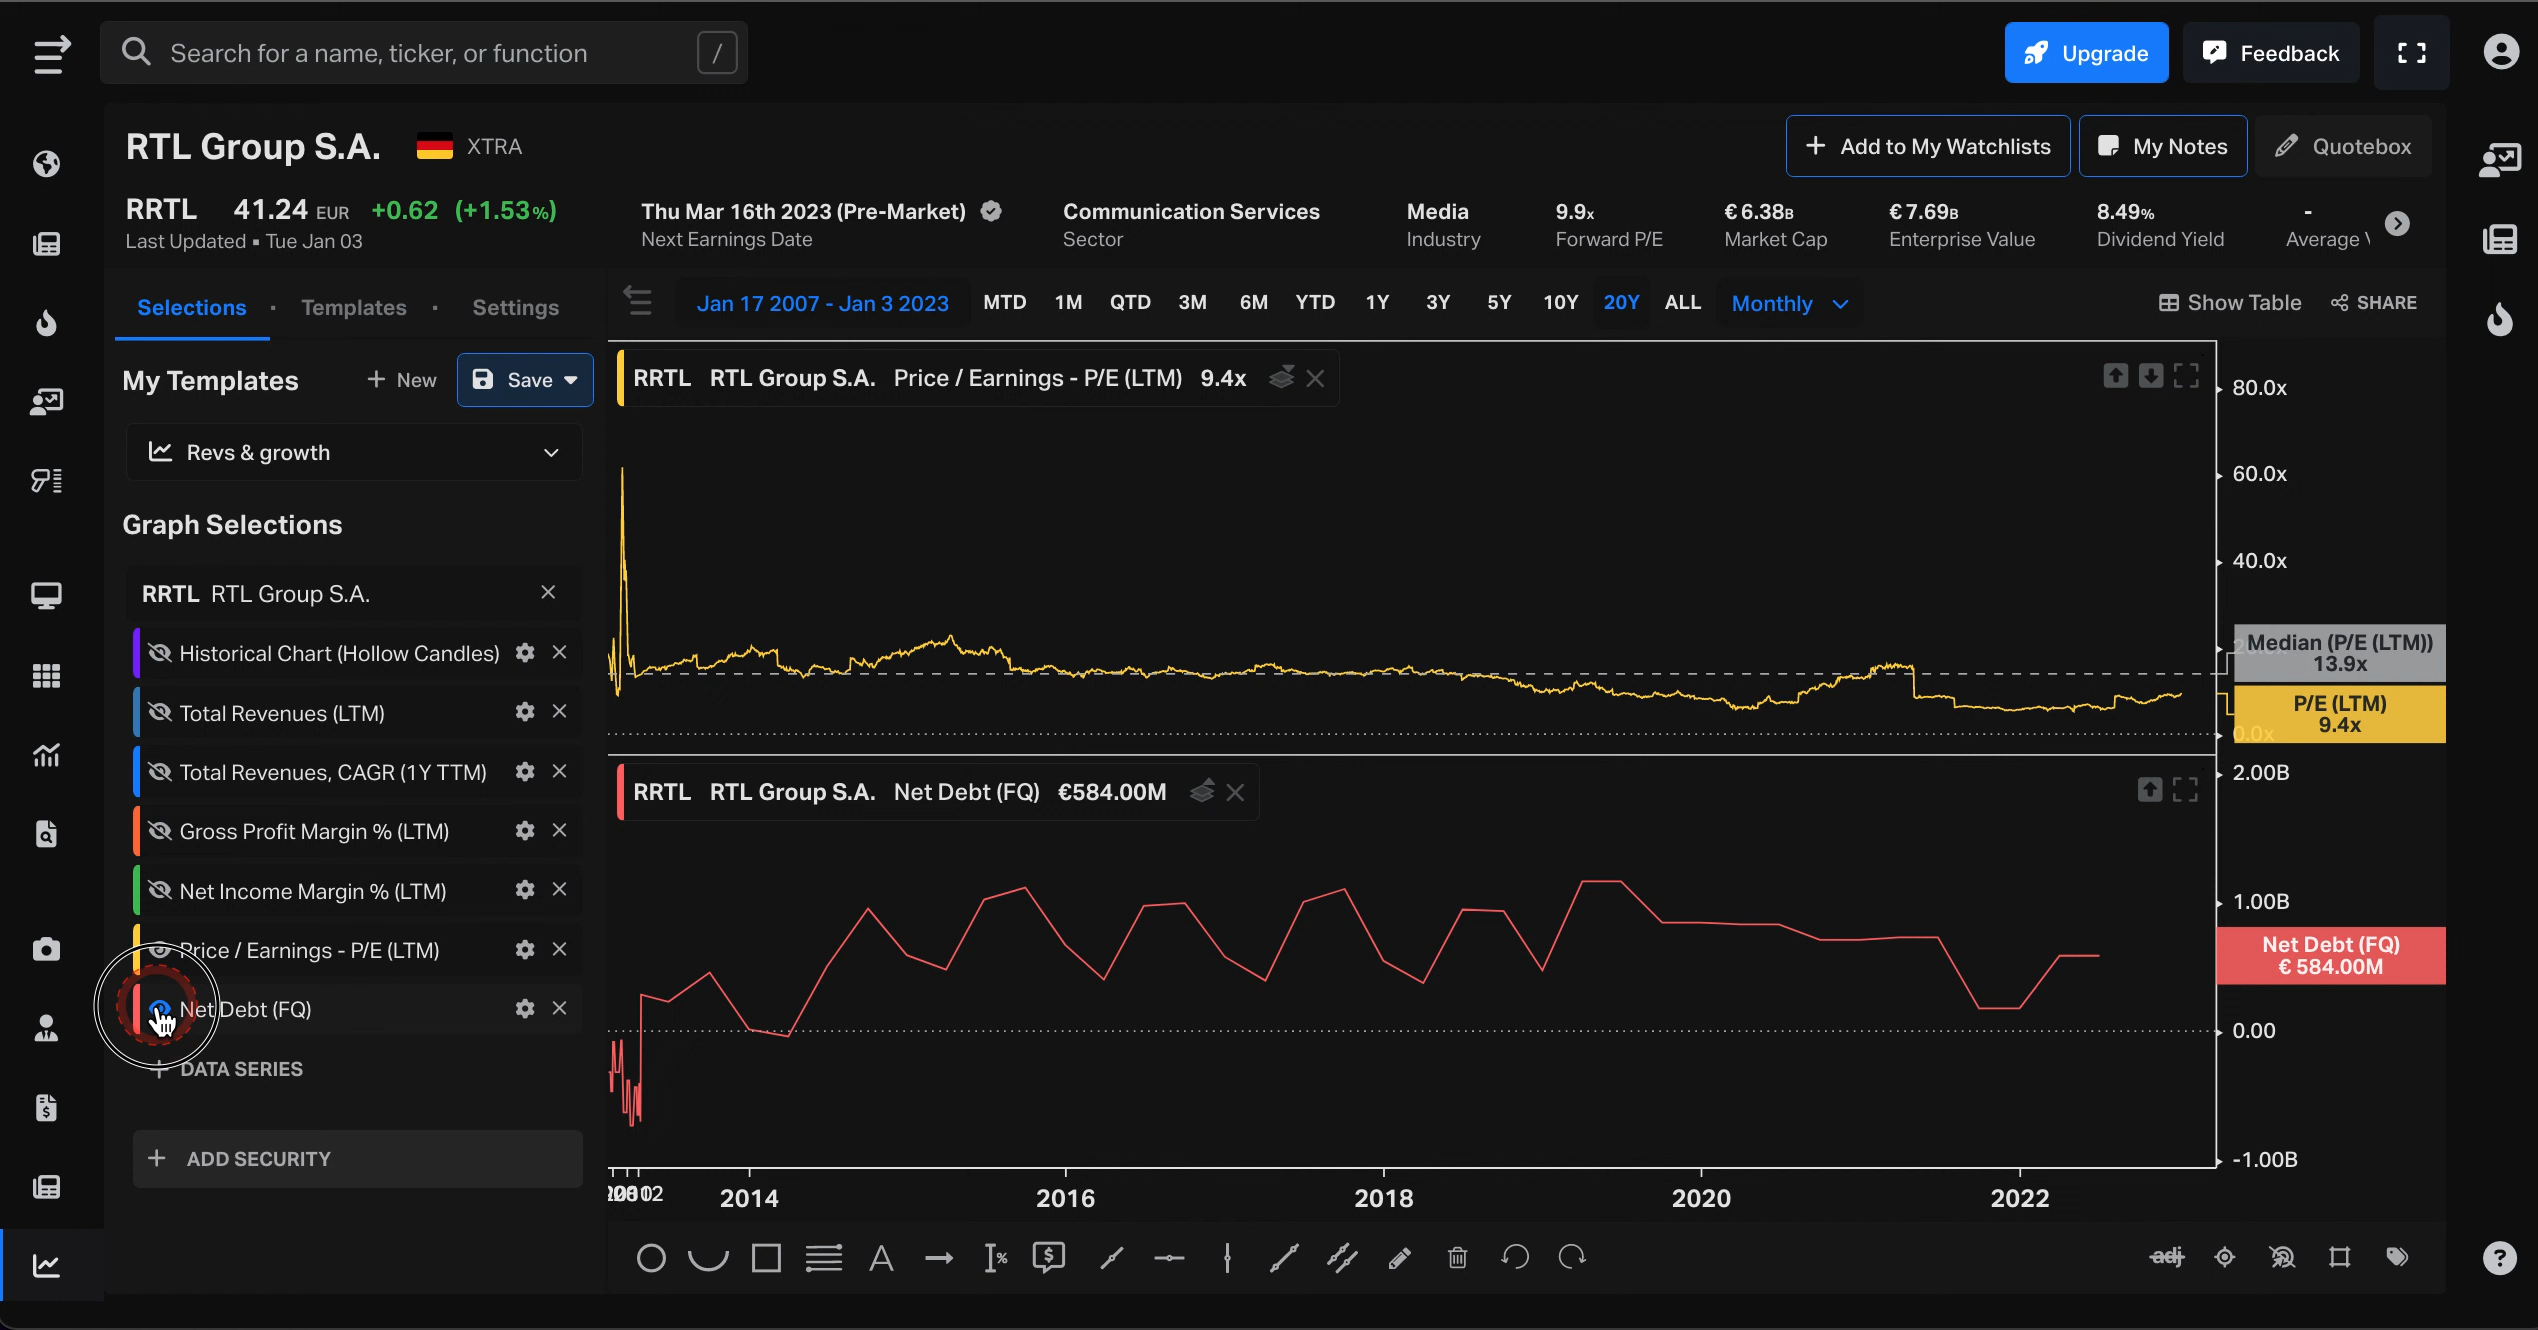 Search for a name, ticker, or function /
Upgrade
Feedback
RTL Group S.A. XTRA
Add to My Watchlists
My Notes
Quotebox
RRTL 41.24 EUR +0.62 (+1.53%)
Last Updated ▪ Tue Jan 03
Thu Mar 16th 2023 (Pre-Market)
Next Earnings Date
Communication Services
Sector
Media
Industry
9.9x
Forward P/E
€6.38B
Market Cap
€7.69B
Enterprise Value
8.49%
Dividend Yield
-
Average
Selections · Templates · Settings
Jan 17 2007 - Jan 3 2023 MTD 1M QTD 3M 6M YTD 1Y 3Y 5Y 10Y 20Y ALL Monthly
Show Table SHARE
My Templates + New Save
Revs & growth
Graph Selections
RRTL RTL Group S.A.
Historical Chart (Hollow Candles)
Total Revenues (LTM)
Total Revenues, CAGR (1Y TTM)
Gross Profit Margin % (LTM)
Net Income Margin % (LTM)
Price / Earnings - P/E (LTM)
Net Debt (FQ)
+ DATA SERIES
+ ADD SECURITY
RRTL RTL Group S.A. Price / Earnings - P/E (LTM) 9.4x
80.0x
60.0x
40.0x
Median (P/E (LTM))
13.9x
P/E (LTM)
9.4x
0.0x
RRTL RTL Group S.A. Net Debt (FQ) €584.00M
2.00B
1.00B
Net Debt (FQ)
€ 584.00M
0.00
-1.00B
2014 2016 2018 2020 2022
A % $ adj ?